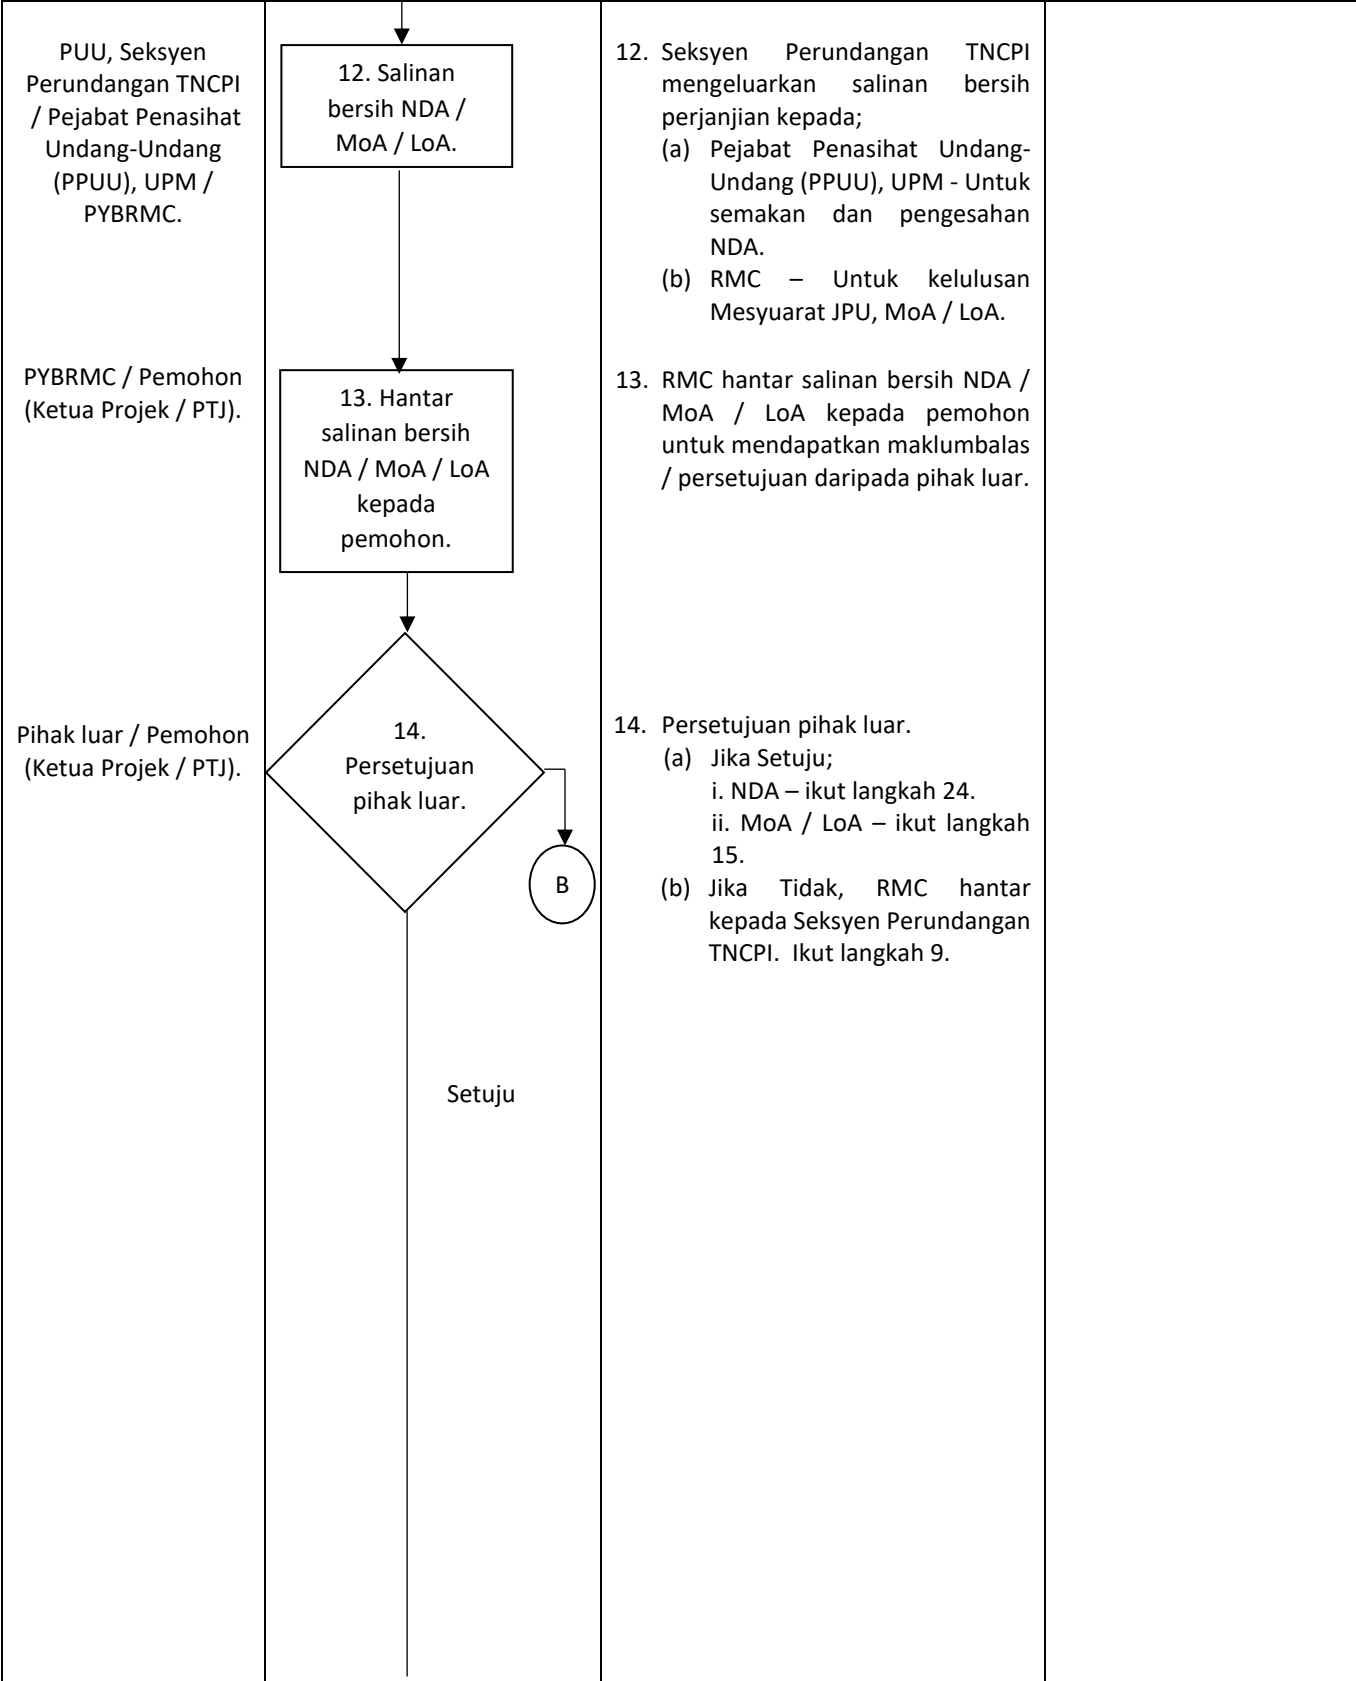 PUU, Seksyen
Perundangan TNCPI
/ Pejabat Penasihat
Undang-Undang
(PPUU), UPM /
PYBRMC.
12. Salinan
bersih NDA /
MoA / LoA.
12. Seksyen Perundangan TNCPI
mengeluarkan salinan bersih
perjanjian kepada;
(a) Pejabat Penasihat Undang-
Undang (PPUU), UPM - Untuk
semakan dan pengesahan
NDA.
(b) RMC – Untuk kelulusan
Mesyuarat JPU, MoA / LoA.
PYBRMC / Pemohon
(Ketua Projek / PTJ).
13. Hantar
salinan bersih
NDA / MoA / LoA
kepada
pemohon.
13. RMC hantar salinan bersih NDA /
MoA / LoA kepada pemohon
untuk mendapatkan maklumbalas
/ persetujuan daripada pihak luar.
Pihak luar / Pemohon
(Ketua Projek / PTJ).
14.
Persetujuan
pihak luar.
B
Setuju
14. Persetujuan pihak luar.
(a) Jika Setuju;
i. NDA – ikut langkah 24.
ii. MoA / LoA – ikut langkah
15.
(b) Jika Tidak, RMC hantar
kepada Seksyen Perundangan
TNCPI. Ikut langkah 9.